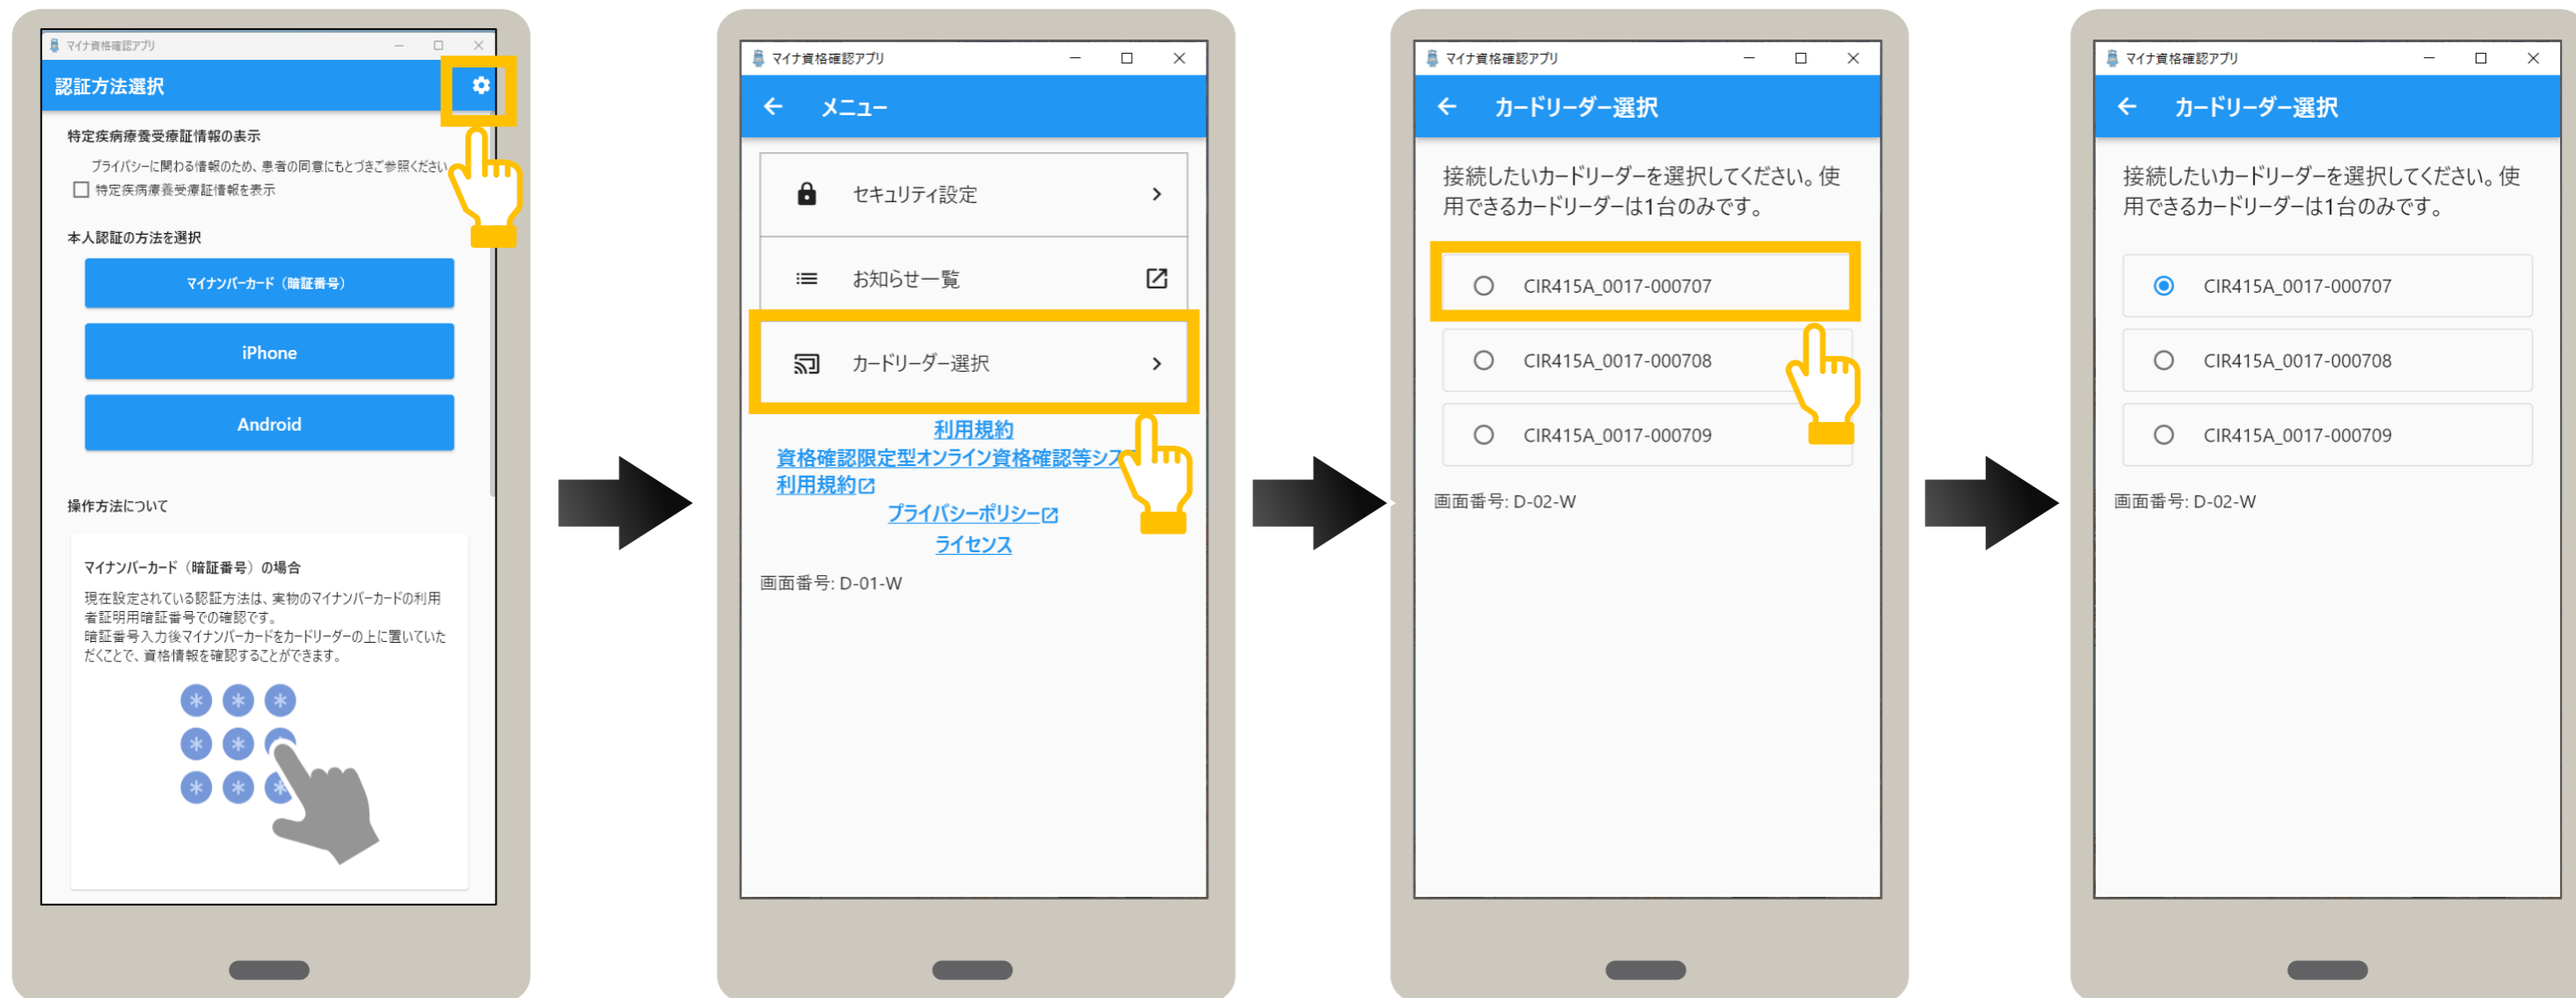 マイナ資格確認アプリ
認証方法選択
特定疾病療養受療証情報の表示
プライバシーに関わる情報のため、患者の同意にもとづきご参照ください
特定疾病療養受療証情報を表示
本人認証の方法を選択
マイナンバーカード（暗証番号）
iPhone
Android
操作方法について
マイナンバーカード（暗証番号）の場合
現在設定されている認証方法は、実物のマイナンバーカードの利用
者証明用暗証番号での確認です。
暗証番号入力後マイナンバーカードをカードリーダーの上に置いていた
だくことで、資格情報を確認することができます。
マイナ資格確認アプリ
メニュー
セキュリティ設定
お知らせ一覧
カードリーダー選択
利用規約
資格確認限定型オンライン資格確認等シス
利用規約
プライバシーポリシー
ライセンス
画面番号: D-01-W
マイナ資格確認アプリ
カードリーダー選択
接続したいカードリーダーを選択してください。使
用できるカードリーダーは1台のみです。
CIR415A_0017-000707
CIR415A_0017-000708
CIR415A_0017-000709
画面番号: D-02-W
マイナ資格確認アプリ
カードリーダー選択
接続したいカードリーダーを選択してください。使
用できるカードリーダーは1台のみです。
CIR415A_0017-000707
CIR415A_0017-000708
CIR415A_0017-000709
画面番号: D-02-W